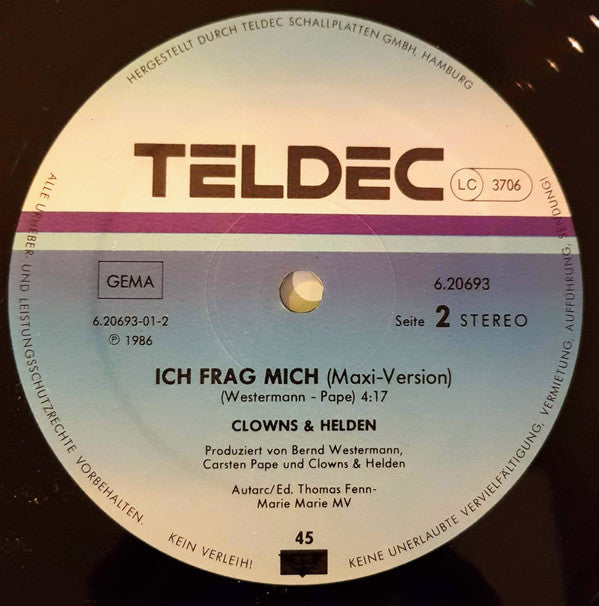 HERGESTELLT DURCH TELDEC SCHALLPLATTEN GMBH, HAMBURG
TELDEC
LC 3706
GEMA
6.20693
6.20693-01-2
Seite 2 STEREO
℗ 1986
ICH FRAG MICH (Maxi-Version)
(Westermann - Pape) 4:17
CLOWNS & HELDEN
Produziert von Bernd Westermann,
Carsten Pape und Clowns & Helden
Autarc/Ed. Thomas Fenn-
Marie Marie MV
45
ALLE URHEBER- UND LEISTUNGSSCHUTZRECHTE VORBEHALTEN.
KEIN VERLEIH!
KEINE UNERLAUBTE VERVIELFÄLTIGUNG, VERMIETUNG, AUFFÜHRUNG, SENDUNG!